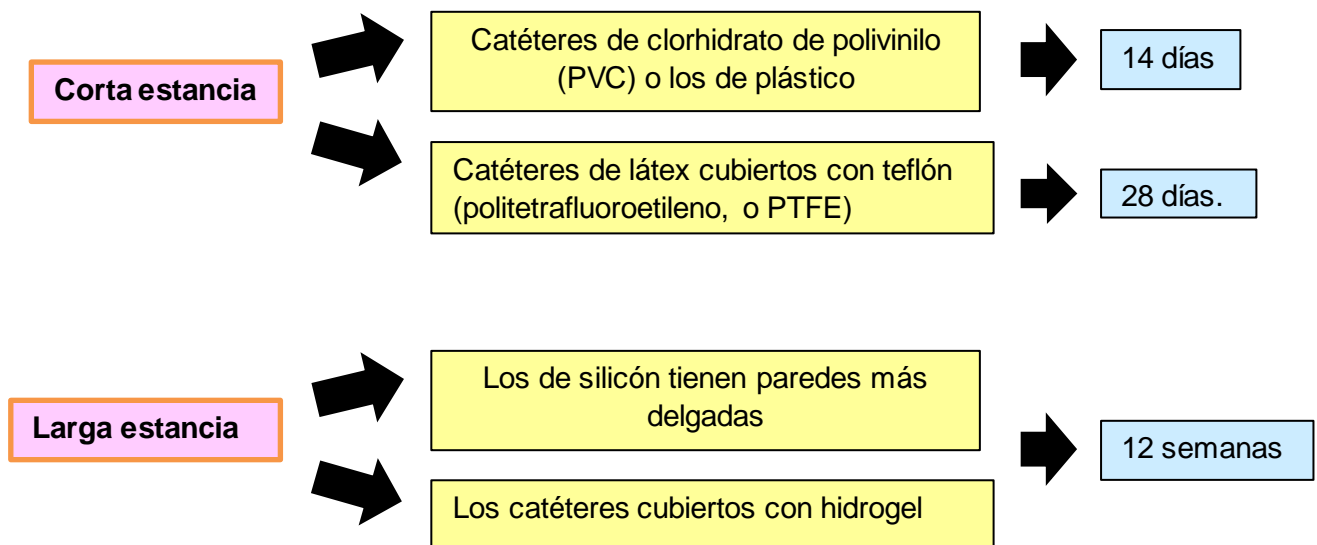 Corta estancia
Catéteres de clorhidrato de polivinilo
(PVC) o los de plástico
14 días
Catéteres de látex cubiertos con teflón
(politetrafluoroetileno, o PTFE)
28 días.
Larga estancia
Los de silicón tienen paredes más
delgadas
Los catéteres cubiertos con hidrogel
12 semanas